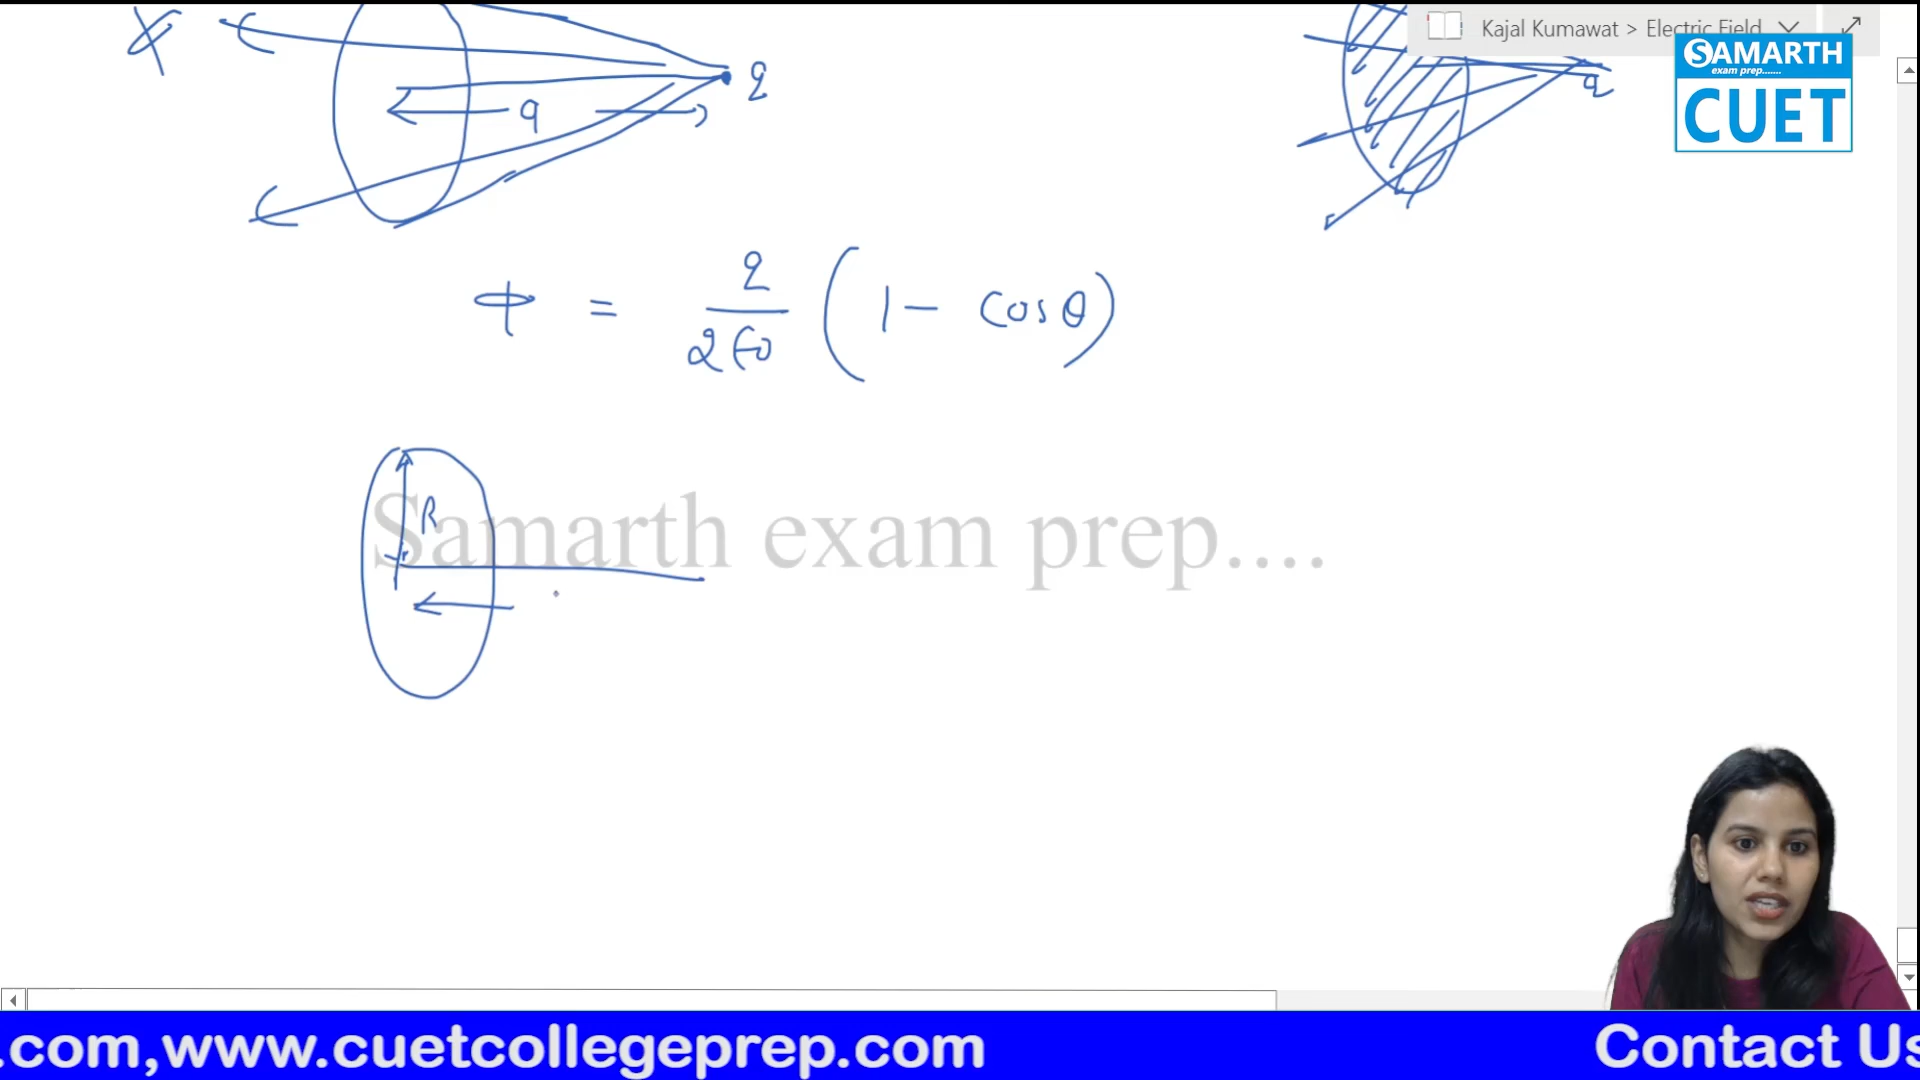 Kajal Kumawat > Electric Field
SAMARTH
exam prep.......
CUET
q
a
q
ϕ = q/2ε0 (1 - cosθ)
R
Samarth exam prep....
.com,www.cuetcollegeprep.com
Contact Us